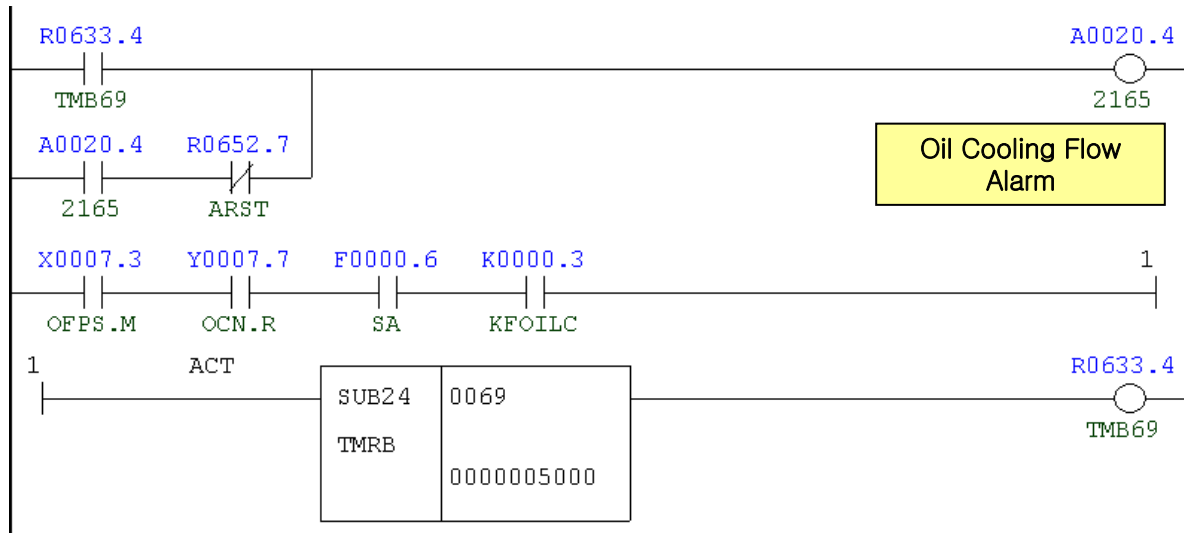 R0633.4 A0020.4
TMB69 2165
A0020.4 R0652.7
2165 ARST
Oil Cooling Flow
Alarm
X0007.3 Y0007.7 F0000.6 K0000.3 1
OFPS.M OCN.R SA KFOILC
1 ACT R0633.4
SUB24 0069
TMRB TMB69
0000005000